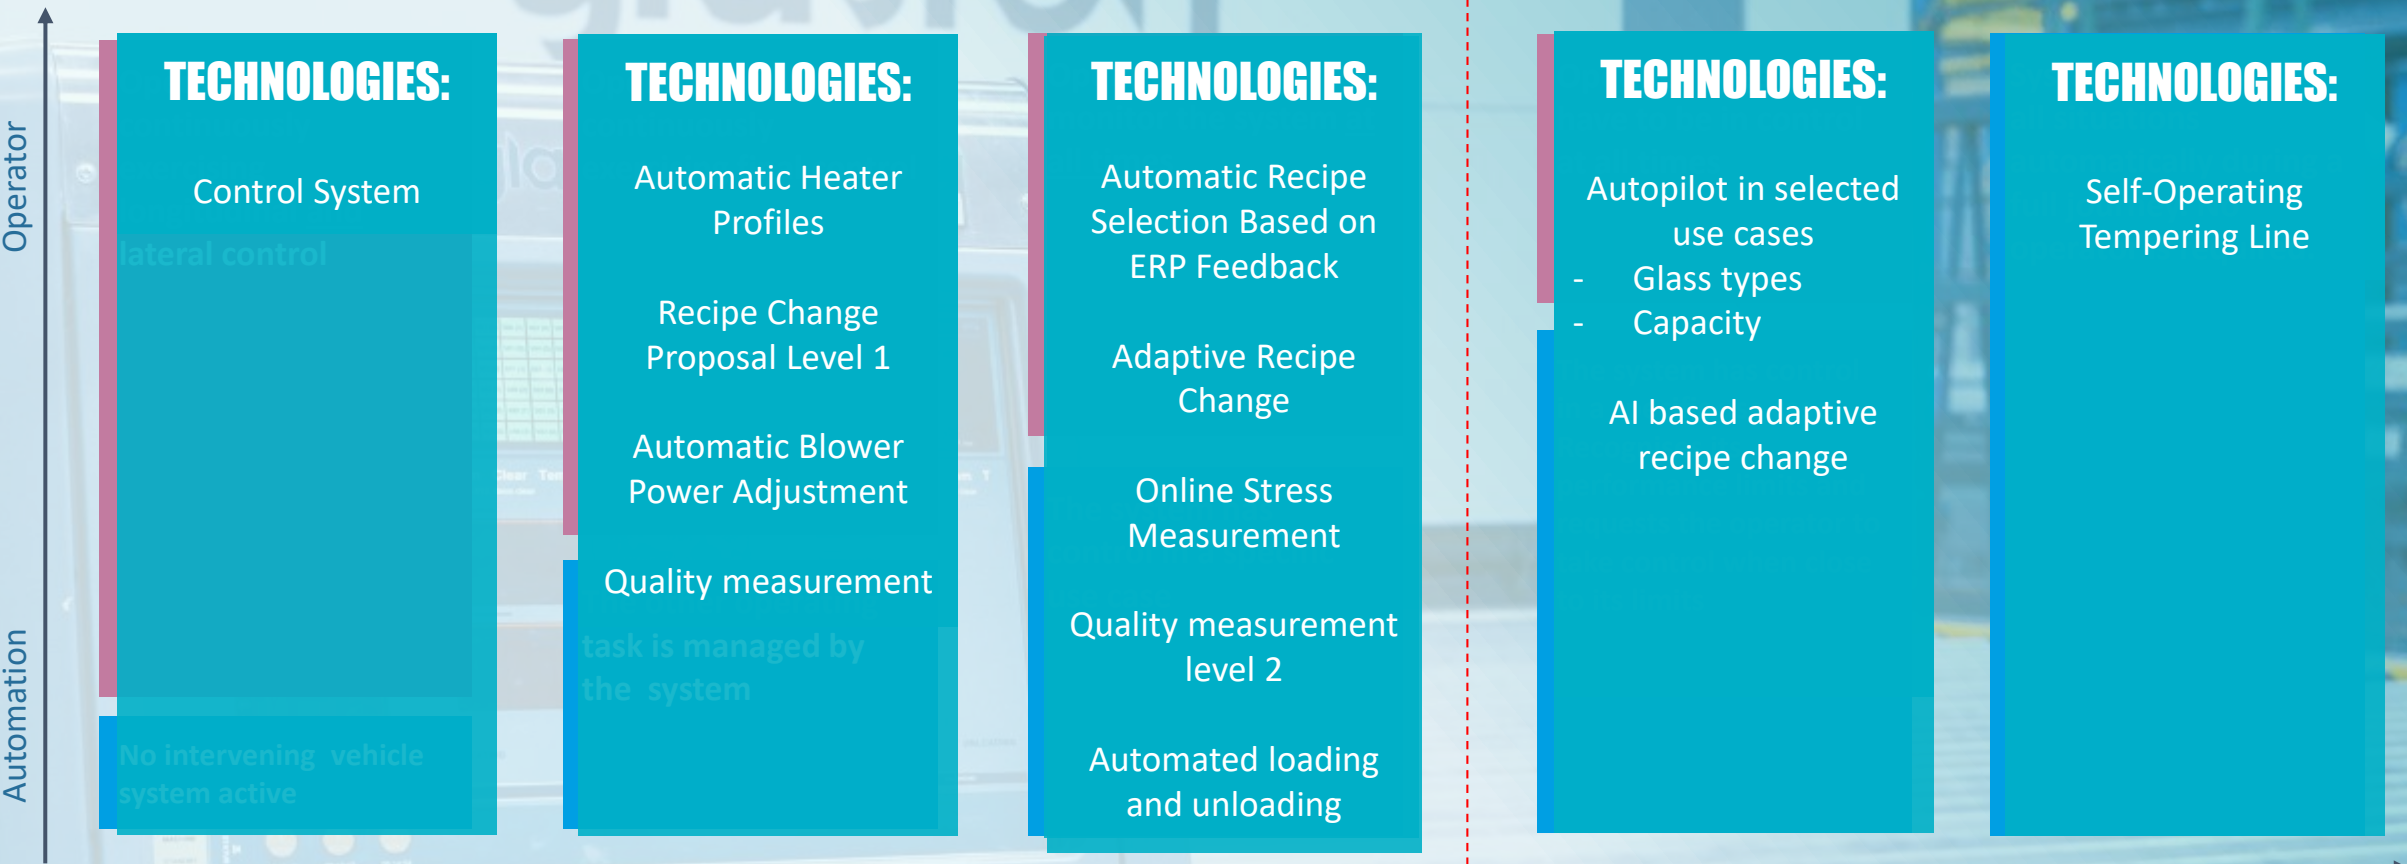 Operator
Automation
TECHNOLOGIES:
Control System
lateral control
No intervening vehicle
system active
TECHNOLOGIES:
Automatic Heater
Profiles
Recipe Change
Proposal Level 1
Automatic Blower
Power Adjustment
Quality measurement
task is managed by
the system
TECHNOLOGIES:
Automatic Recipe
Selection Based on
ERP Feedback
Adaptive Recipe
Change
Online Stress
Measurement
Quality measurement
level 2
Automated loading
and unloading
TECHNOLOGIES:
Autopilot in selected
use cases
- Glass types
- Capacity
AI based adaptive
recipe change
TECHNOLOGIES:
Self-Operating
Tempering Line